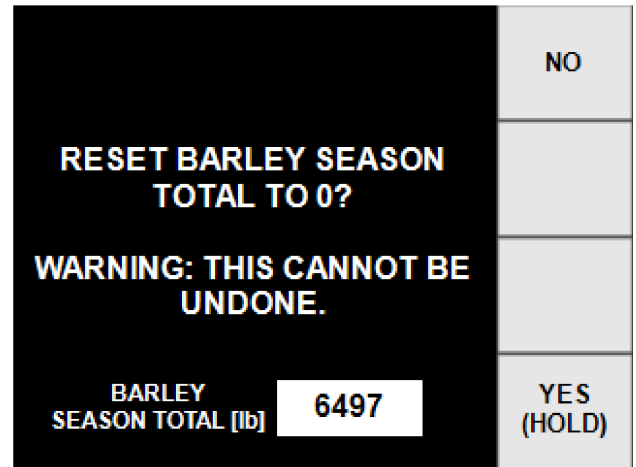 NO
RESET BARLEY SEASON
TOTAL TO 0?
WARNING: THIS CANNOT BE
UNDONE.
BARLEY
SEASON TOTAL [lb]
6497
YES
(HOLD)